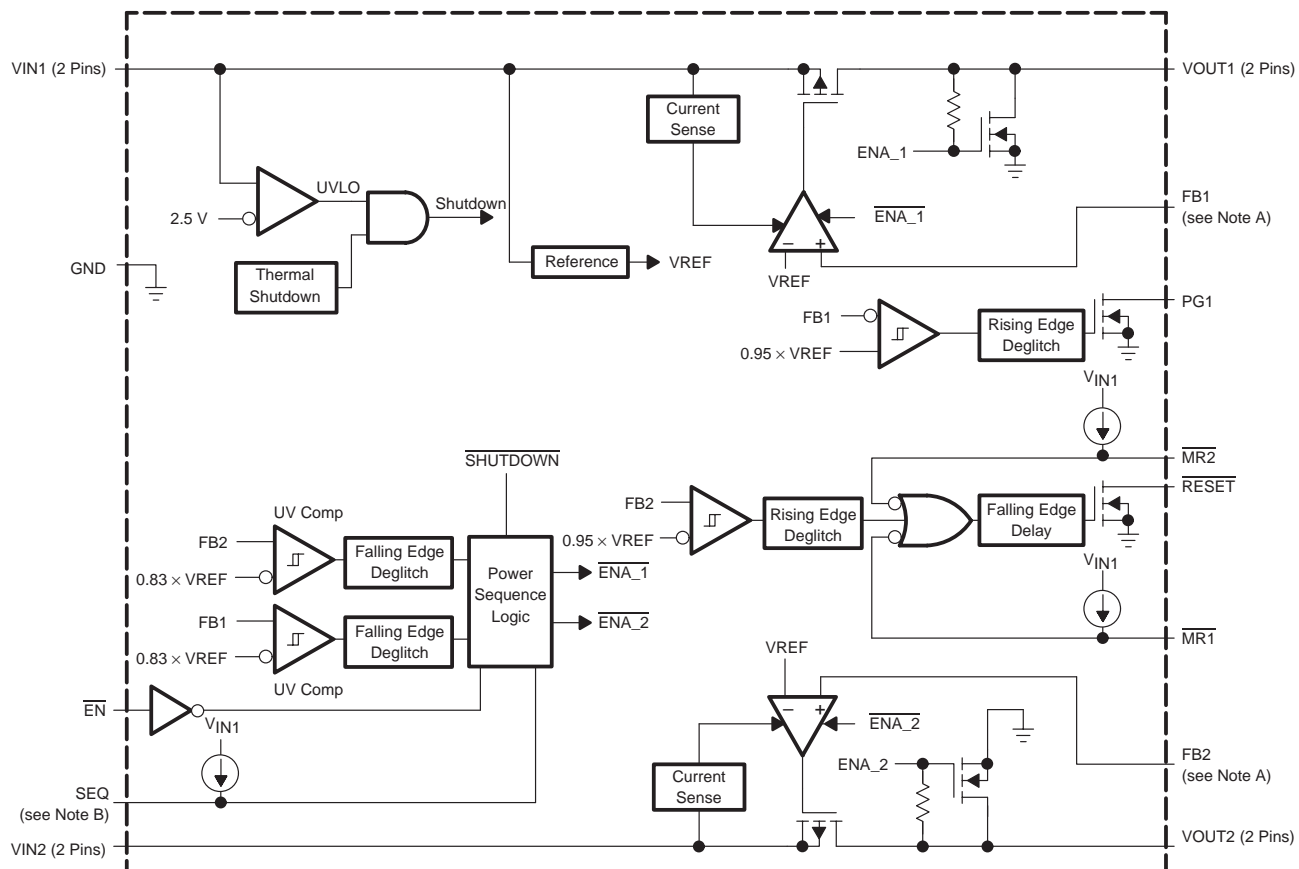 VIN1 (2 Pins)
VOUT1 (2 Pins)
Current
Sense
ENA_1
UVLO
2.5 V
Shutdown
ENA_1
FB1
(see Note A)
GND
Thermal
Shutdown
Reference
VREF
VREF
− +
PG1
FB1
0.95 × VREF
Rising Edge
Deglitch
VIN1
SHUTDOWN
MR2
RESET
UV Comp
FB2
0.83 × VREF
Falling Edge
Deglitch
FB2
0.95 × VREF
Rising Edge
Deglitch
Falling Edge
Delay
Power
Sequence
Logic
ENA_1
ENA_2
VIN1
FB1
0.83 × VREF
Falling Edge
Deglitch
MR1
UV Comp
VREF
EN
VIN1
− +
ENA_2
ENA_2
FB2
(see Note A)
SEQ
(see Note B)
Current
Sense
VIN2 (2 Pins)
VOUT2 (2 Pins)